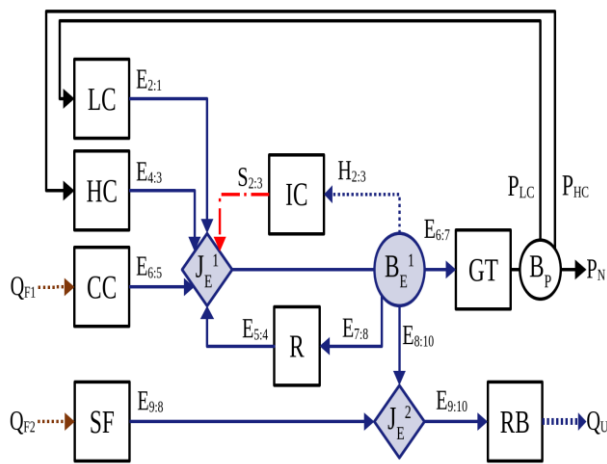 LC
E2:1
HC
E4:3
S2:3
IC
H2:3
PLC
PHC
QF1
CC
E6:5
JE1
BE1
E6:7
GT
BP
PN
E5:4
R
E7:8
E8:10
QF2
SF
E9:8
JE2
E9:10
RB
QU